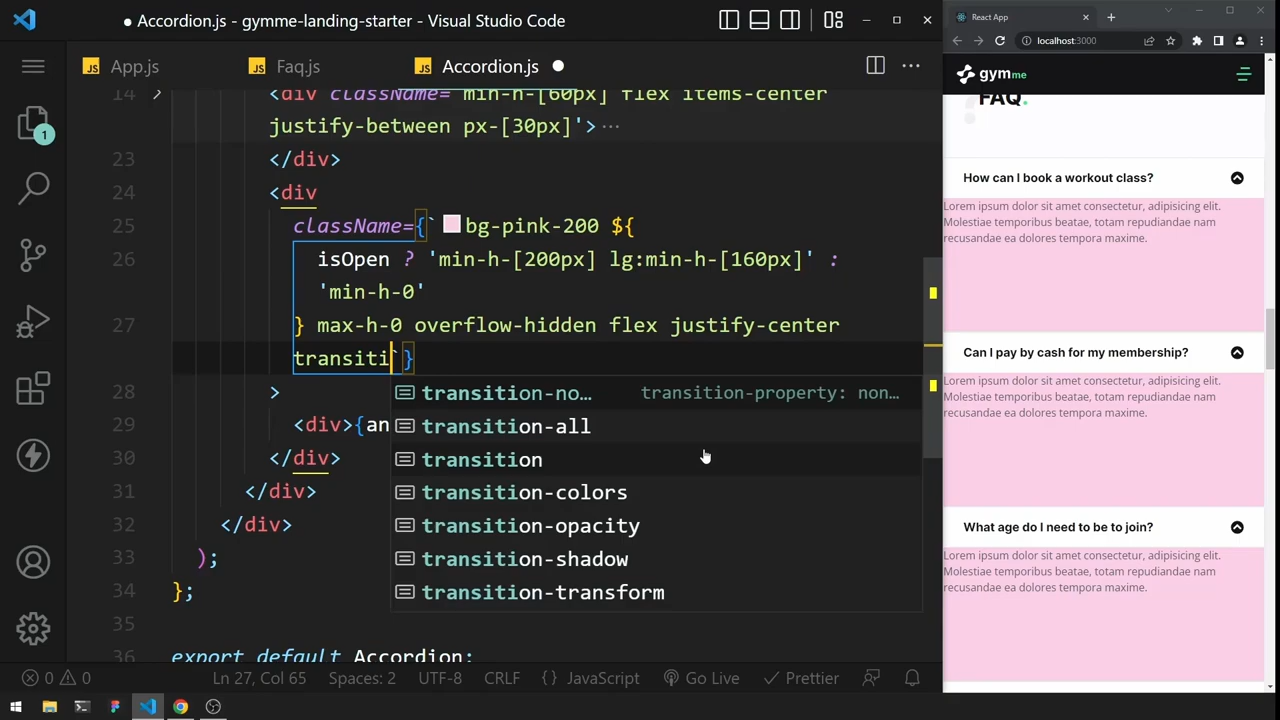 Accordion.js - gymme-landing-starter - Visual Studio Code
App.js
Faq.js
Accordion.js
14 <div className='min-h-[60px] flex items-center
justify-between px-[30px]'>···
23 </div>
24 <div
25 className={`bg-pink-200 ${
26 isOpen ? 'min-h-[200px] lg:min-h-[160px]' :
'min-h-0'
27 } max-h-0 overflow-hidden flex justify-center
transiti`}
transition-no… transition-property: non…
28 >
transition-all
29 <div>{an
transition
30 </div>
transition-colors
31 </div>
transition-opacity
32 </div>
transition-shadow
33 );
transition-transform
34 };
35
36 export default Accordion;
0 0
Ln 27, Col 65
Spaces: 2
UTF-8
CRLF
{ } JavaScript
Go Live
Prettier
1
React App
localhost:3000
gymme
FAQ.
How can I book a workout class?
Lorem ipsum dolor sit amet consectetur, adipisicing elit.
Molestiae temporibus beatae, totam repudiandae nam
recusandae ea dolores tempora maxime.
Can I pay by cash for my membership?
Lorem ipsum dolor sit amet consectetur, adipisicing elit.
Molestiae temporibus beatae, totam repudiandae nam
recusandae ea dolores tempora maxime.
What age do I need to be to join?
Lorem ipsum dolor sit amet consectetur, adipisicing elit.
Molestiae temporibus beatae, totam repudiandae nam
recusandae ea dolores tempora maxime.